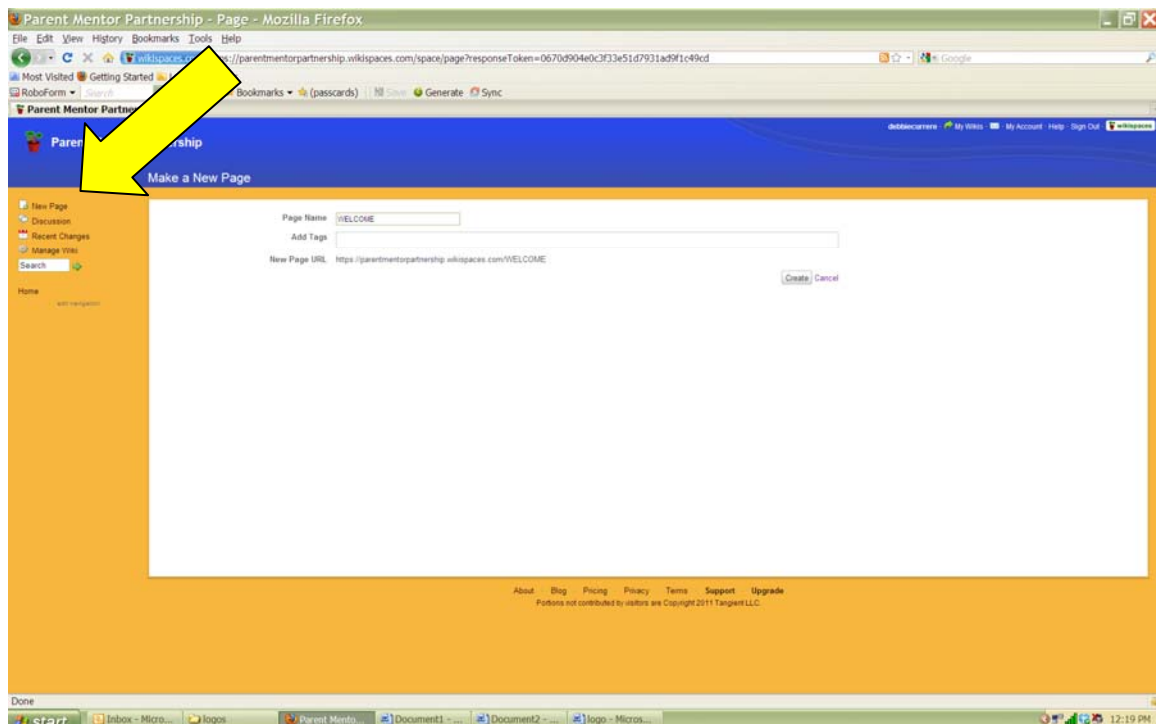 Parent Mentor Partnership - Page - Mozilla Firefox
File Edit View History Bookmarks Tools Help
wikispaces s://parentmentorpartnership.wikispaces.com/space/page?responseToken=0670d904e0c3f33e51d7931ad9f1c49cd
Google
Most Visited Getting Started
RoboForm Search Bookmarks (passcards) Save Generate Sync
Parent Mentor Partner
debbiecurrere My Wikis My Account Help Sign Out wikispaces
Paren rship
Make a New Page
New Page
Discussion
Recent Changes
Manage Wiki
Search
Home
edit navigation
Page Name WELCOME
Add Tags
New Page URL https://parentmentorpartnership.wikispaces.com/WELCOME
Create Cancel
About Blog Pricing Privacy Terms Support Upgrade
Portions not contributed by visitors are Copyright 2011 Tangient LLC.
Done
start Inbox - Micro... logos Parent Mento... Document1 - ... Document2 - ... logo - Micros... 12:19 PM